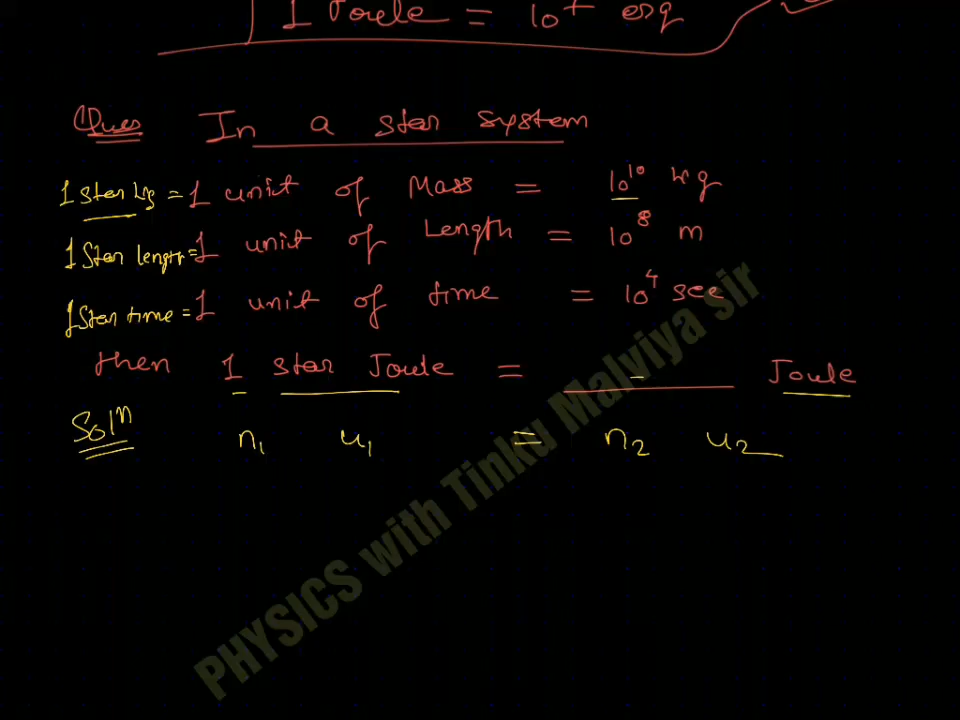 1 Joule = 10⁷ erg
Ques In a star system
1 Star kg = 1 unit of Mass = 10¹⁰ kg
1 Star length = 1 unit of Length = 10⁸ m
1 Star time = 1 unit of time = 10⁴ sec
then 1 star Joule = ______ Joule
Solⁿ n₁ u₁ = n₂ u₂
PHYSICS with Tinku Malviya sir